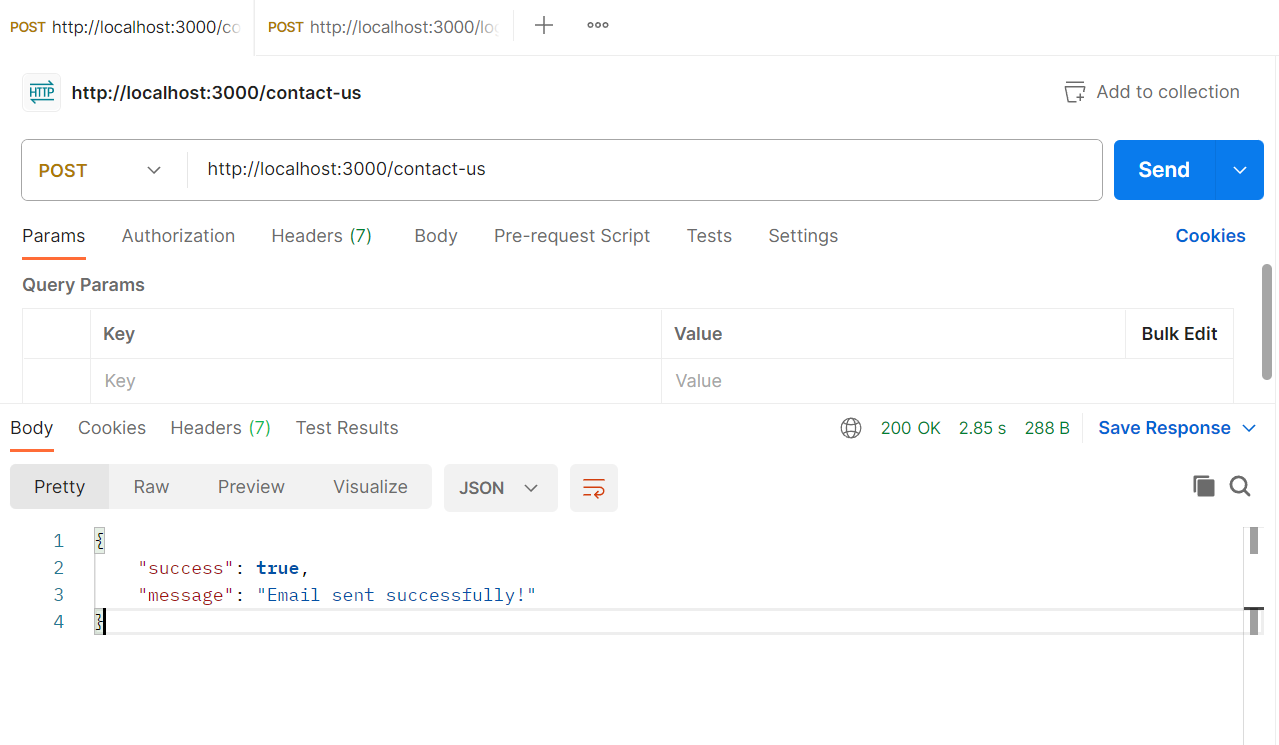 POST http://localhost:3000/co POST http://localhost:3000/log
HTTP http://localhost:3000/contact-us Add to collection
POST http://localhost:3000/contact-us Send
Params Authorization Headers (7) Body Pre-request Script Tests Settings Cookies
Query Params
Key Value Bulk Edit
Key Value
Body Cookies Headers (7) Test Results 200 OK 2.85 s 288 B Save Response
Pretty Raw Preview Visualize JSON
1 {
2 "success": true,
3 "message": "Email sent successfully!"
4 }